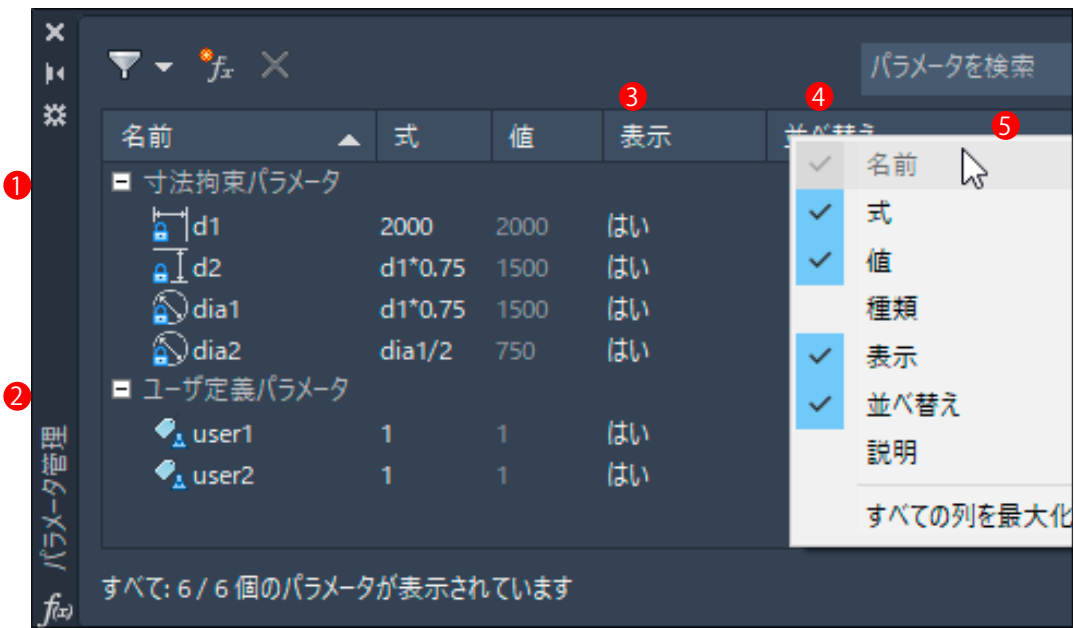 パラメータを検索
3
4
5
名前 式 値 表示 並べ替え
1
寸法拘束パラメータ
d1 2000 2000 はい
d2 d1*0.75 1500 はい
dia1 d1*0.75 1500 はい
dia2 dia1/2 750 はい
2
ユーザ定義パラメータ
user1 1 1 はい
user2 1 1 はい
名前
式
値
種類
表示
並べ替え
説明
すべての列を最大化
すべて: 6 / 6 個のパラメータが表示されています
パラメータ管理
fx
f(x)